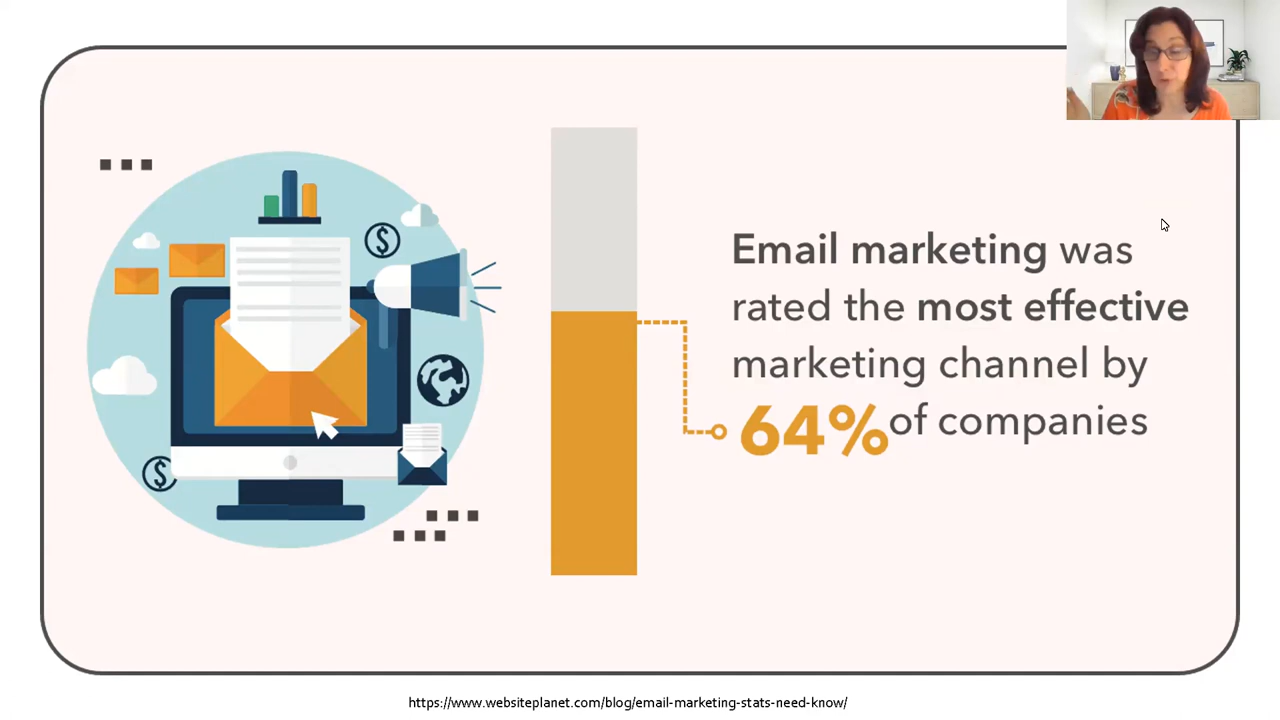 Email marketing was
rated the most effective
marketing channel by
64% of companies
https://www.websiteplanet.com/blog/email-marketing-stats-need-know/